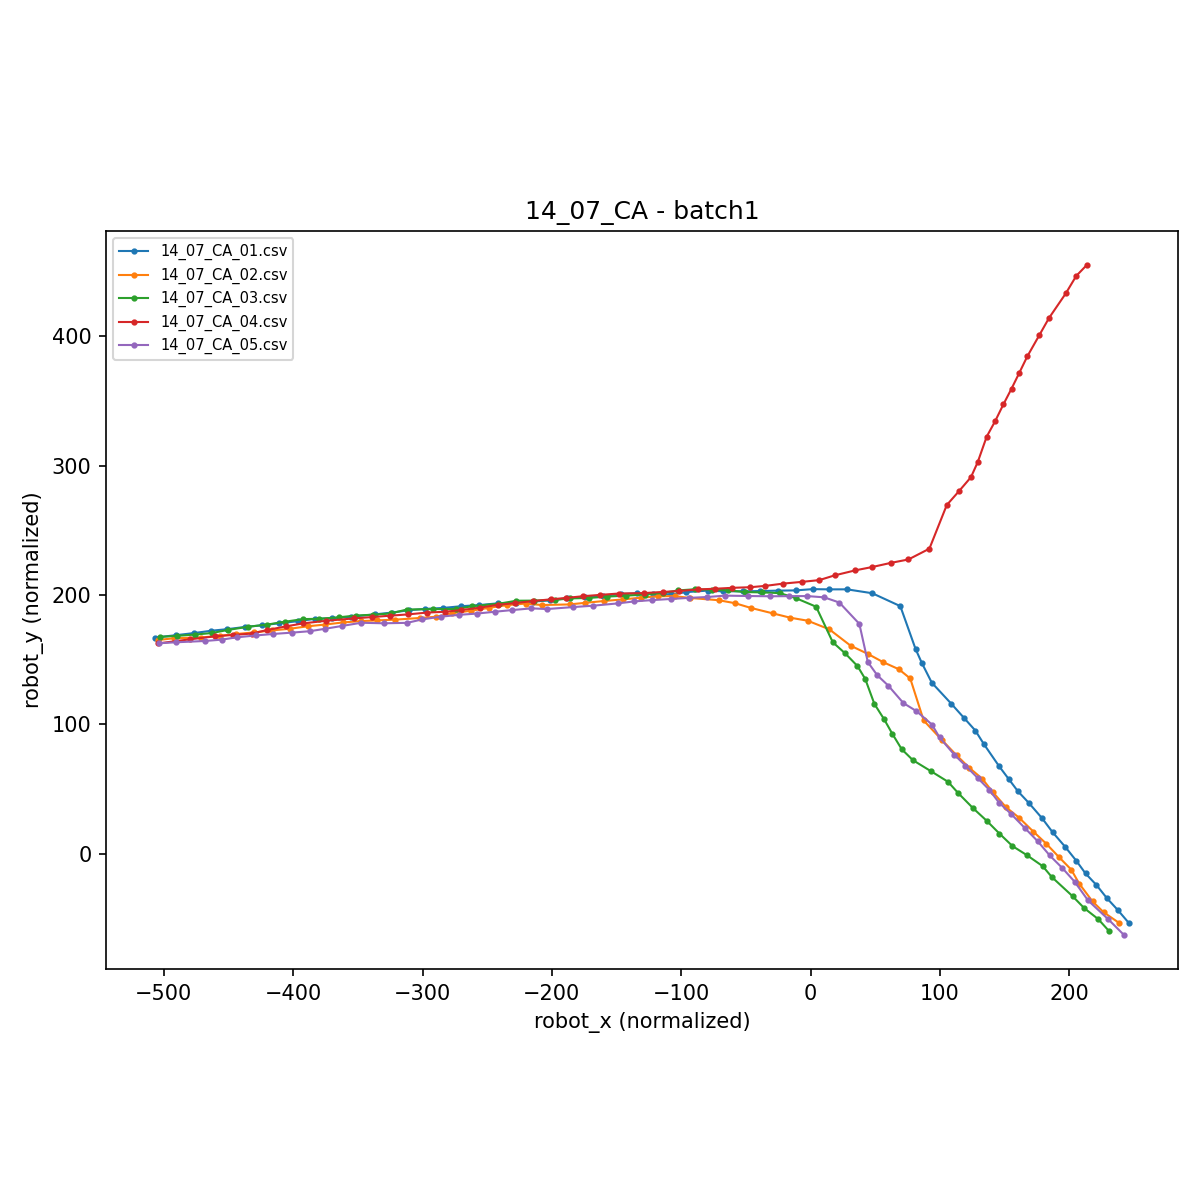 14_07_CA - batch1
14_07_CA_01.csv
14_07_CA_02.csv
14_07_CA_03.csv
14_07_CA_04.csv
14_07_CA_05.csv
robot_y (normalized)
400
300
200
100
0
−500 −400 −300 −200 −100 0 100 200
robot_x (normalized)